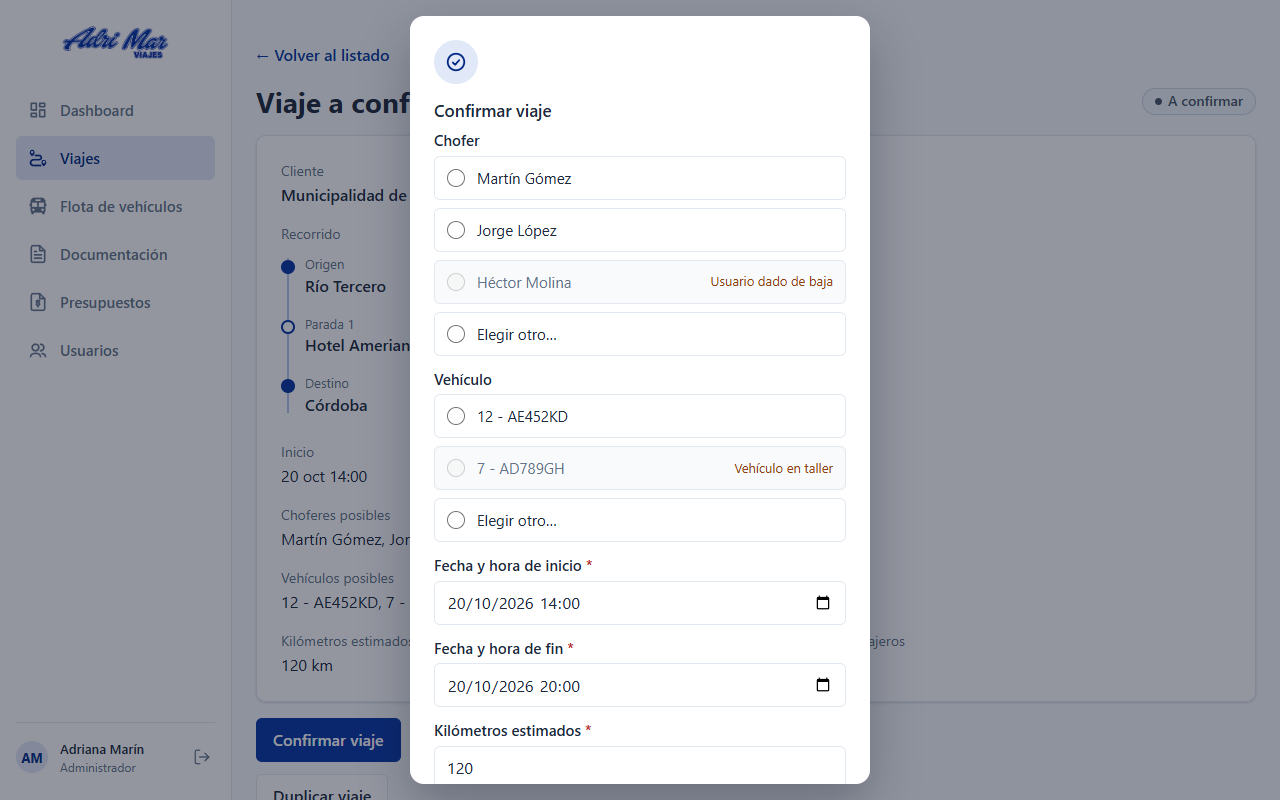 Adri Mar
VIAJES
Dashboard
Viajes
Flota de vehículos
Documentación
Presupuestos
Usuarios
AM
Adriana Marín
Administrador
← Volver al listado
Viaje a conf
A confirmar
Cliente
Municipalidad de
Recorrido
Origen
Río Tercero
Parada 1
Hotel Amerian
Destino
Córdoba
Inicio
20 oct 14:00
Choferes posibles
Martín Gómez, Jor
Vehículos posibles
12 - AE452KD, 7 -
Kilómetros estimados
120 km
ajeros
Confirmar viaje
Duplicar viaje
Confirmar viaje
Chofer
Martín Gómez
Jorge López
Héctor Molina Usuario dado de baja
Elegir otro...
Vehículo
12 - AE452KD
7 - AD789GH Vehículo en taller
Elegir otro...
Fecha y hora de inicio *
20/10/2026 14:00
Fecha y hora de fin *
20/10/2026 20:00
Kilómetros estimados *
120